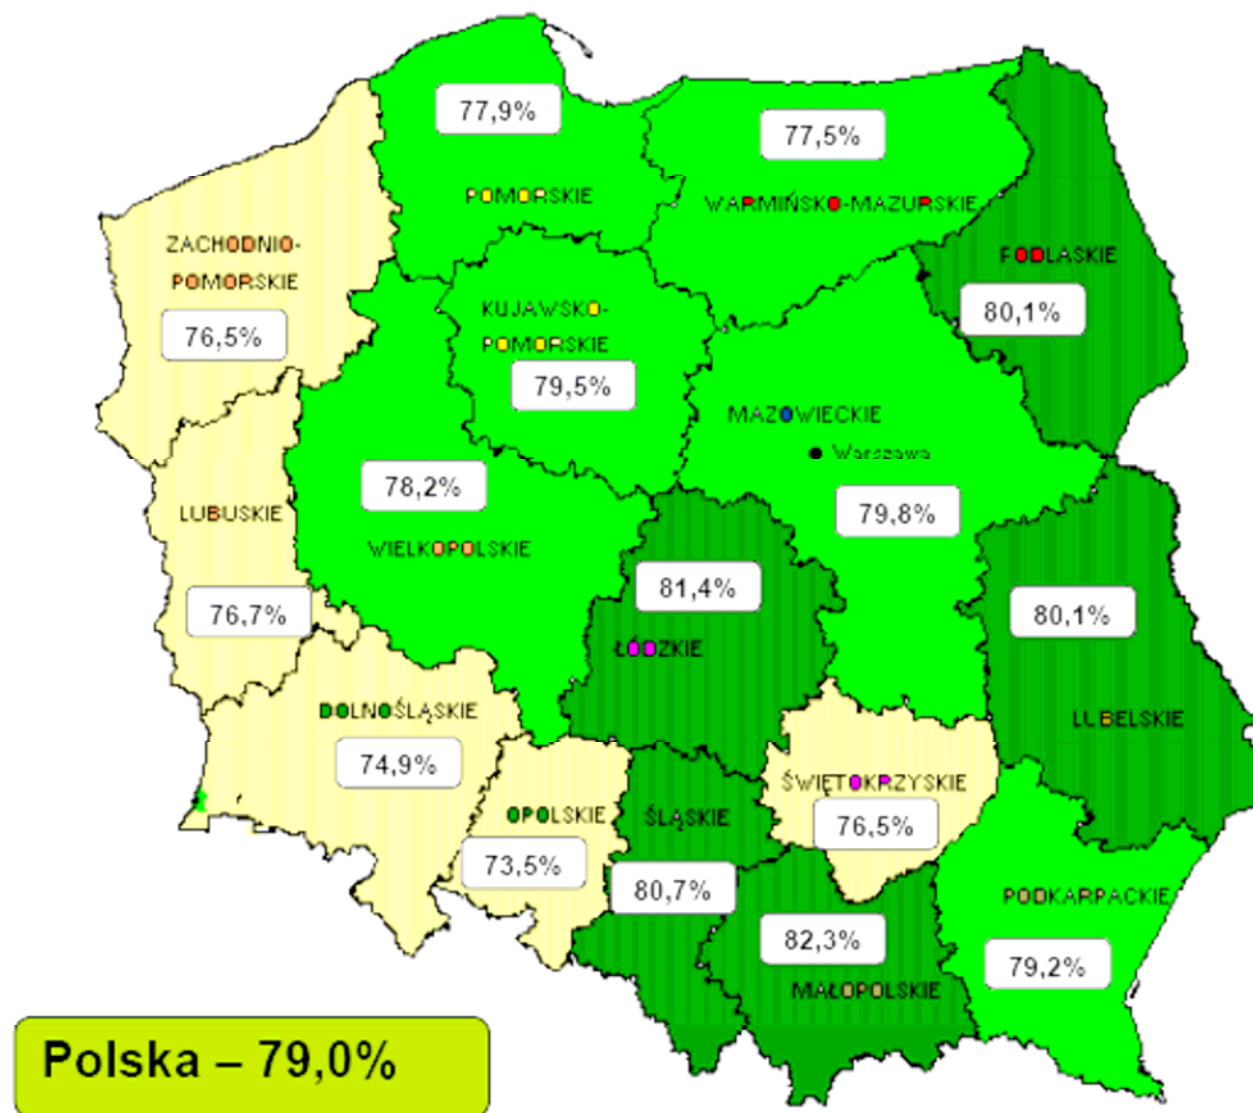 77,9%
POMORSKIE
77,5%
WARMIŃSKO-MAZURSKIE
PODLASKIE
80,1%
ZACHODNIO-
POMORSKIE
76,5%
KUJAWSKO-
POMORSKIE
79,5%
MAZOWIECKIE
Warszawa
79,8%
78,2%
WIELKOPOLSKIE
LUBUSKIE
76,7%
81,4%
ŁÓDZKIE
80,1%
LUBELSKIE
DOLNOŚLĄSKIE
74,9%
OPOLSKIE
73,5%
ŚLĄSKIE
80,7%
ŚWIĘTOKRZYSKIE
76,5%
82,3%
MAŁOPOLSKIE
PODKARPACKIE
79,2%
Polska – 79,0%